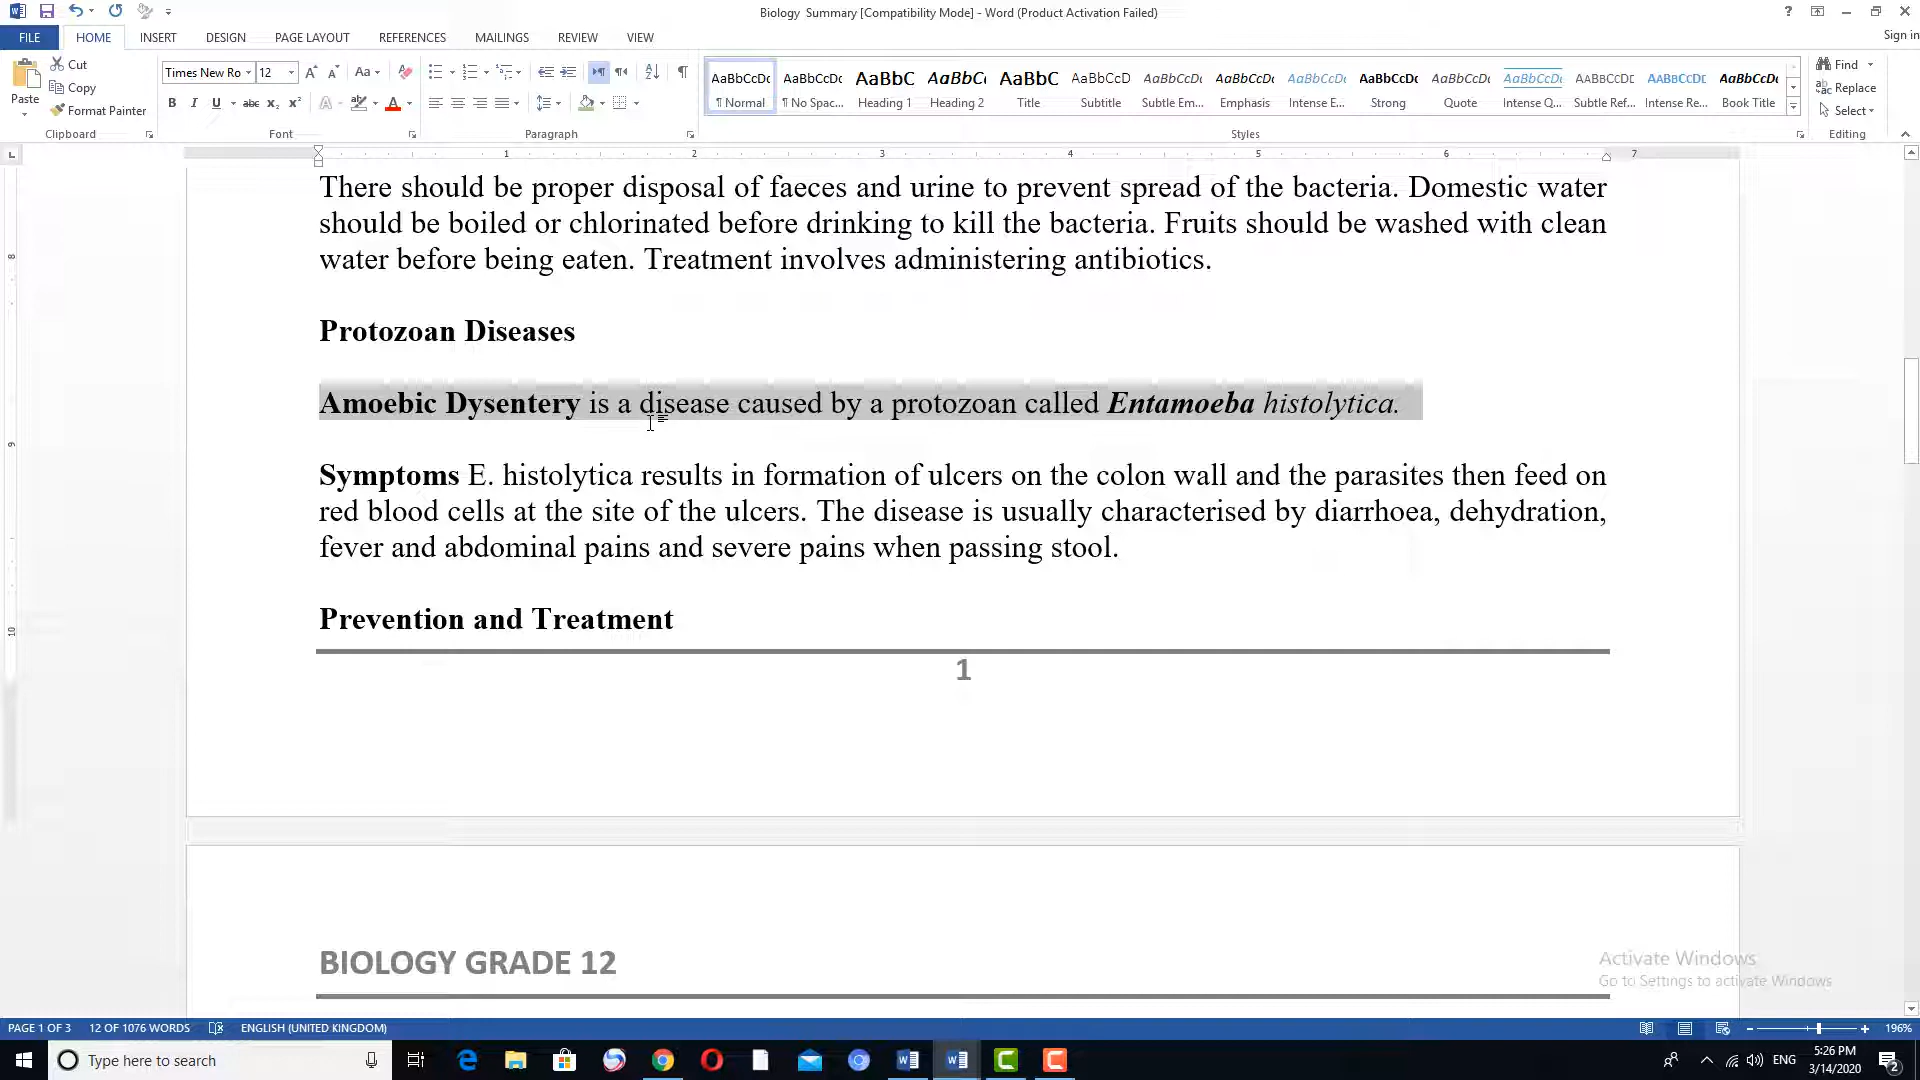 Biology  Summary [Compatibility Mode] - Word (Product Activation Failed)
FILE HOME INSERT DESIGN PAGE LAYOUT REFERENCES MAILINGS REVIEW VIEW Sign in
Paste
Cut
Copy
Format Painter
Times New Ro 12
AaBbCcDc AaBbCcDc AaBbC AaBbCc AaBbC AaBbCcD AaBbCcDc AaBbCcDc AaBbCcDc AaBbCcDc AaBbCcDc AaBbCcDc AABBCCDC AABBCCDC AaBbCcDc
¶ Normal ¶ No Spac... Heading 1 Heading 2 Title Subtitle Subtle Em... Emphasis Intense E... Strong Quote Intense Q... Subtle Ref... Intense Re... Book Title
Find
Replace
Select
Clipboard Font Paragraph Styles Editing
1 2 3 4 5 6 7
8
9
10
There should be proper disposal of faeces and urine to prevent spread of the bacteria. Domestic water
should be boiled or chlorinated before drinking to kill the bacteria. Fruits should be washed with clean
water before being eaten. Treatment involves administering antibiotics.
Protozoan Diseases
Amoebic Dysentery is a disease caused by a protozoan called Entamoeba histolytica.
Symptoms E. histolytica results in formation of ulcers on the colon wall and the parasites then feed on
red blood cells at the site of the ulcers. The disease is usually characterised by diarrhoea, dehydration,
fever and abdominal pains and severe pains when passing stool.
Prevention and Treatment
1
BIOLOGY GRADE 12
Activate Windows
Go to Settings to activate Windows
PAGE 1 OF 3 12 OF 1076 WORDS ENGLISH (UNITED KINGDOM) 196%
Type here to search
ENG
5:26 PM
3/14/2020
2